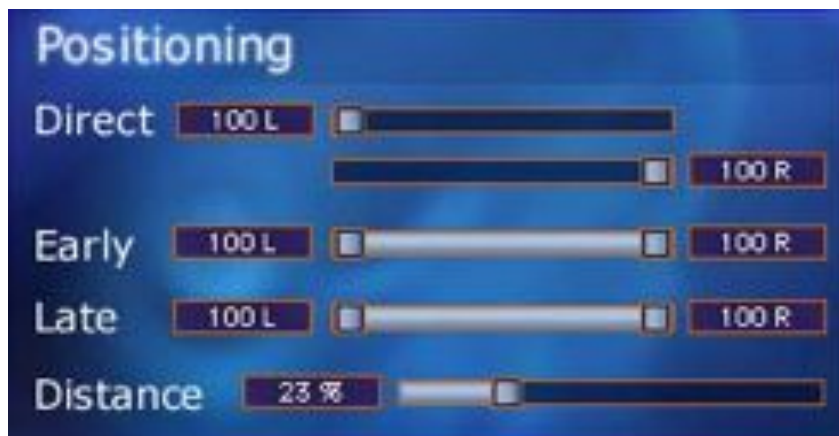 Positioning
Direct 100 L
100 R
Early 100 L 100 R
Late 100 L 100 R
Distance 23 %